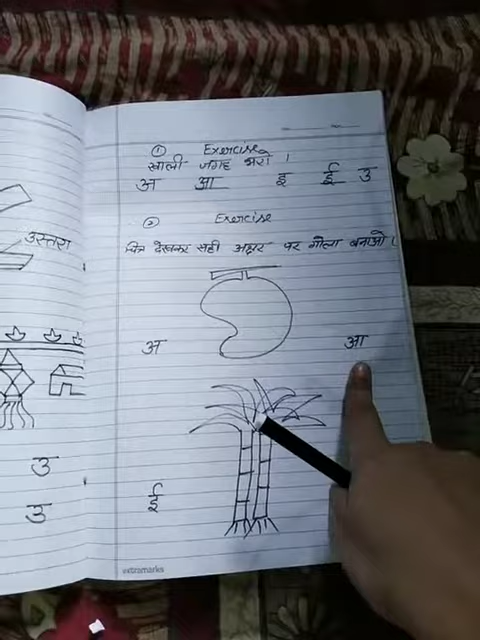 उस्तरा
उ
उ
① Exercise
खाली जगह भरो ।
अ आ इ ई उ
② Exercise
चित्र देखकर सही अक्षर पर गोला बनाओ ।
अ आ
ई
extramarks